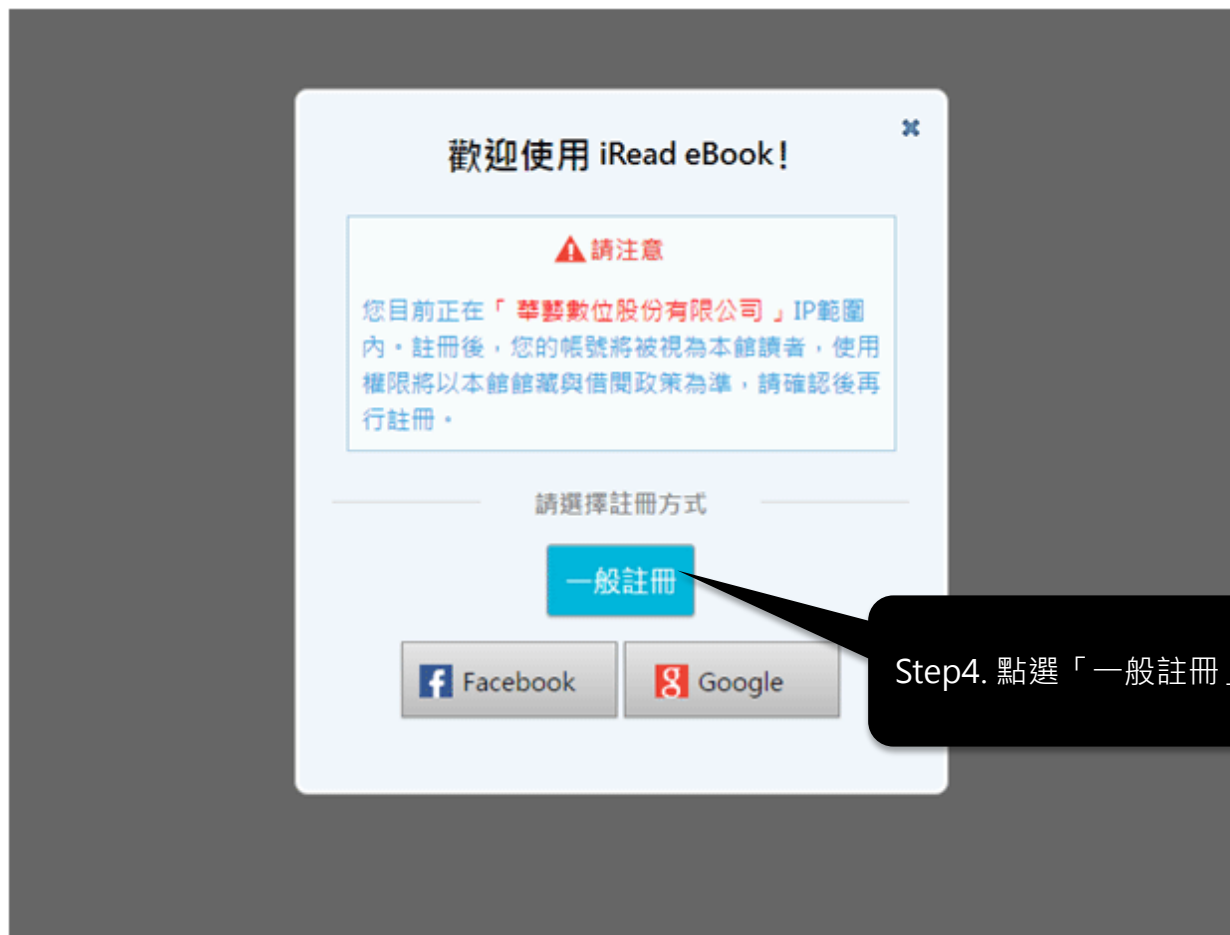 歡迎使用 iRead eBook!
請注意
您目前正在「 華藝數位股份有限公司 」IP範圍
內。註冊後，您的帳號將被視為本館讀者，使用
權限將以本館館藏與借閱政策為準，請確認後再
行註冊。
請選擇註冊方式
一般註冊
Facebook
Google
Step4. 點選「一般註冊」